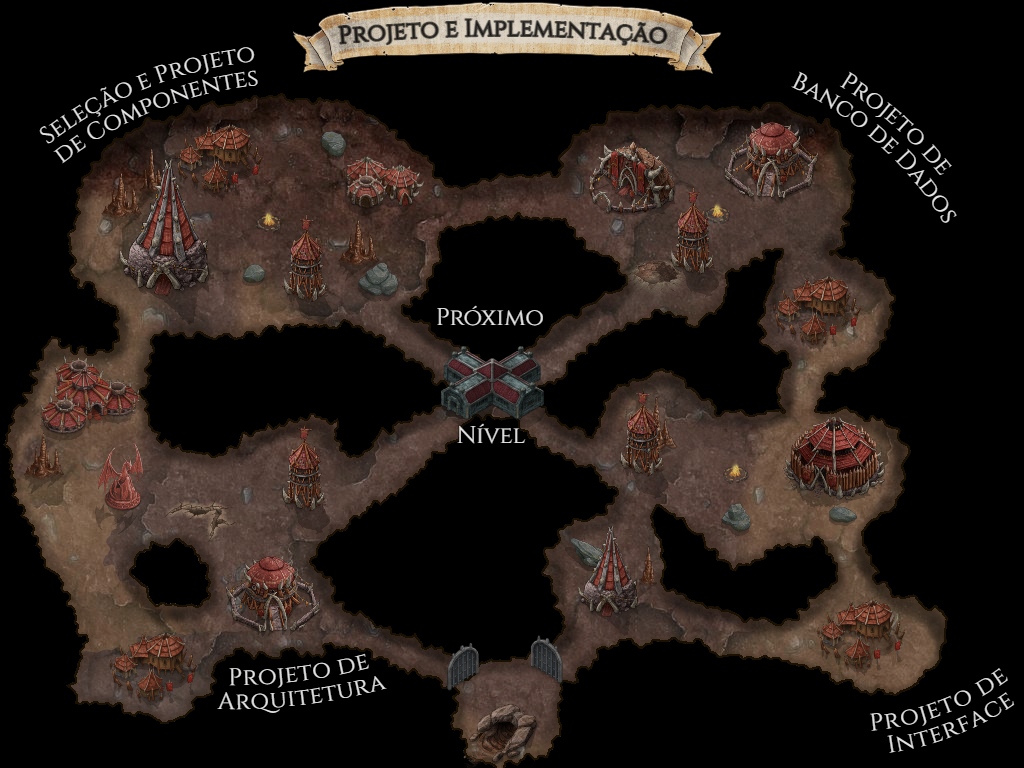 Projeto e Implementação
Seleção e Projeto
de Componentes
Projeto de
Banco de Dados
Próximo
Nível
Projeto de
Arquitetura
Projeto de
Interface